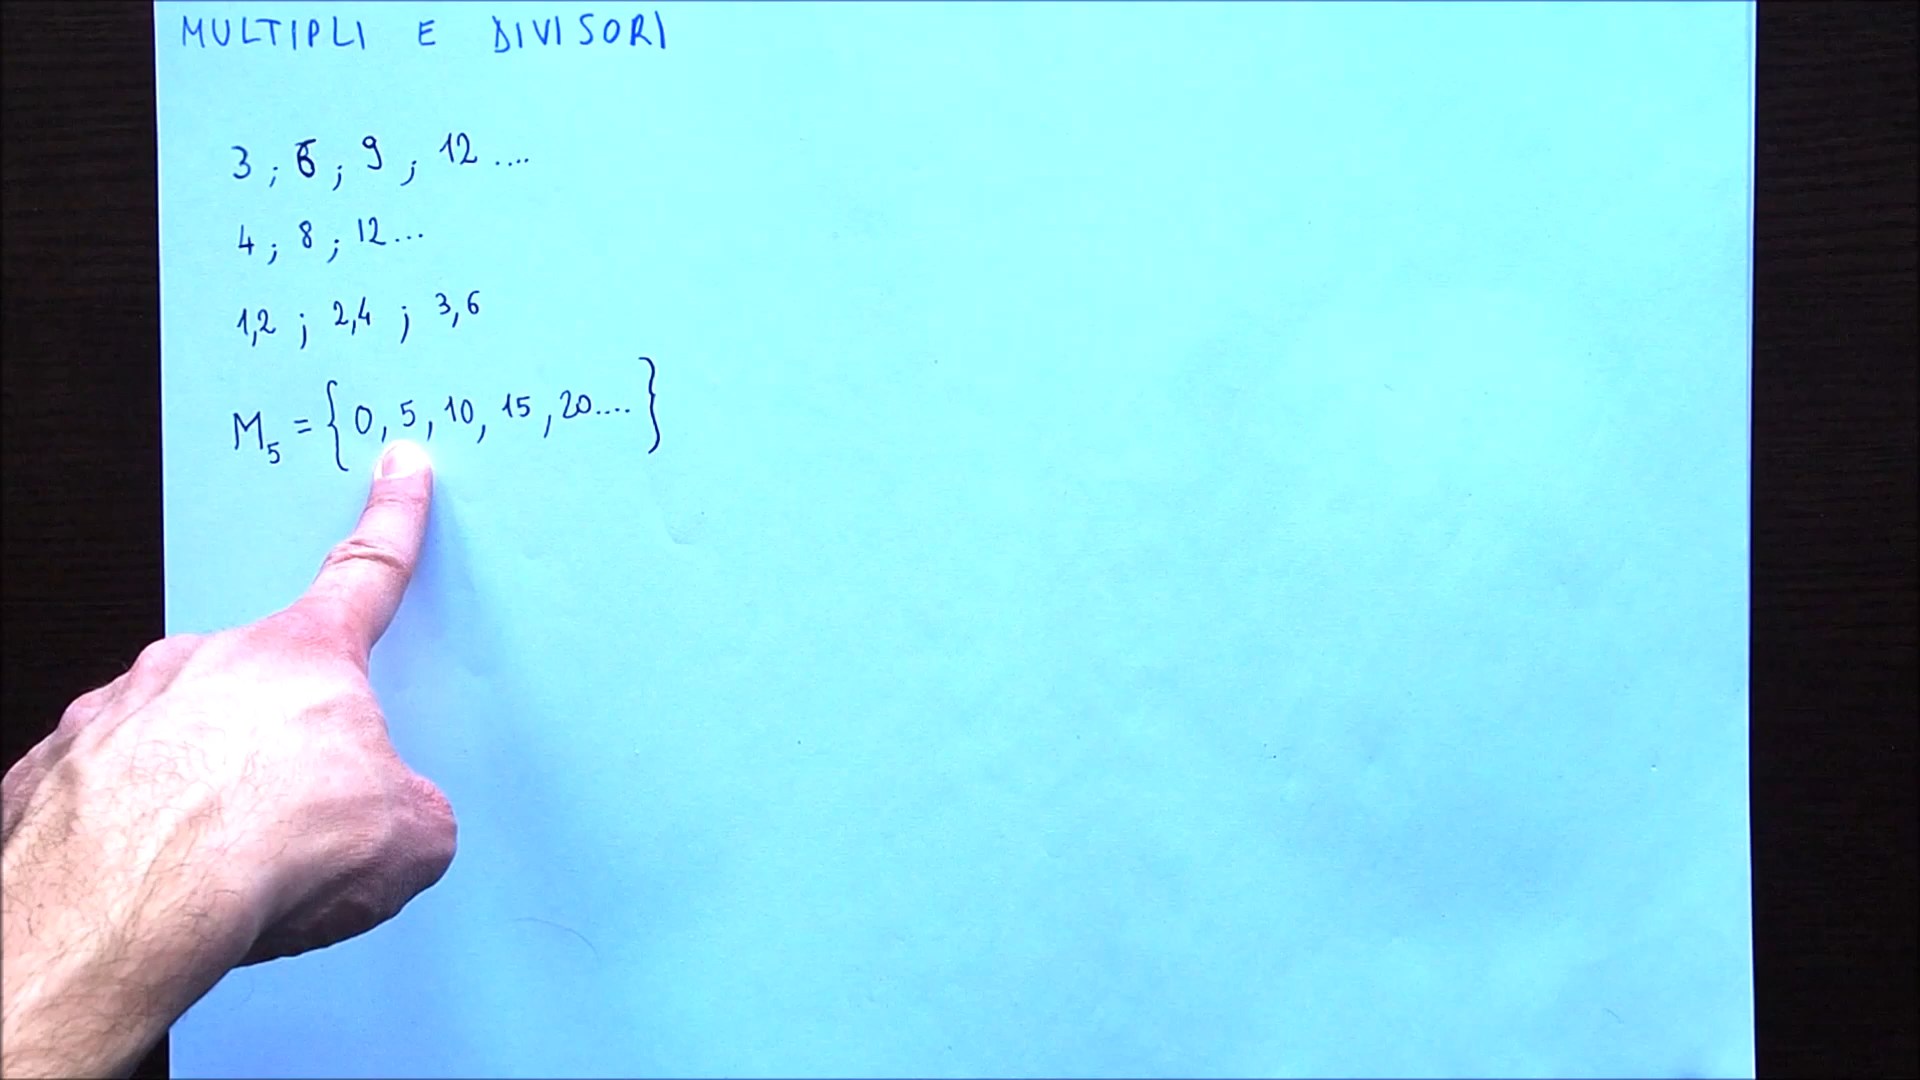 MULTIPLI E DIVISORI
3 ; 6 ; 9 ; 12 ....
4 ; 8 ; 12 ...
1,2 ; 2,4 ; 3,6
M5 = { 0, 5, 10, 15, 20.... }